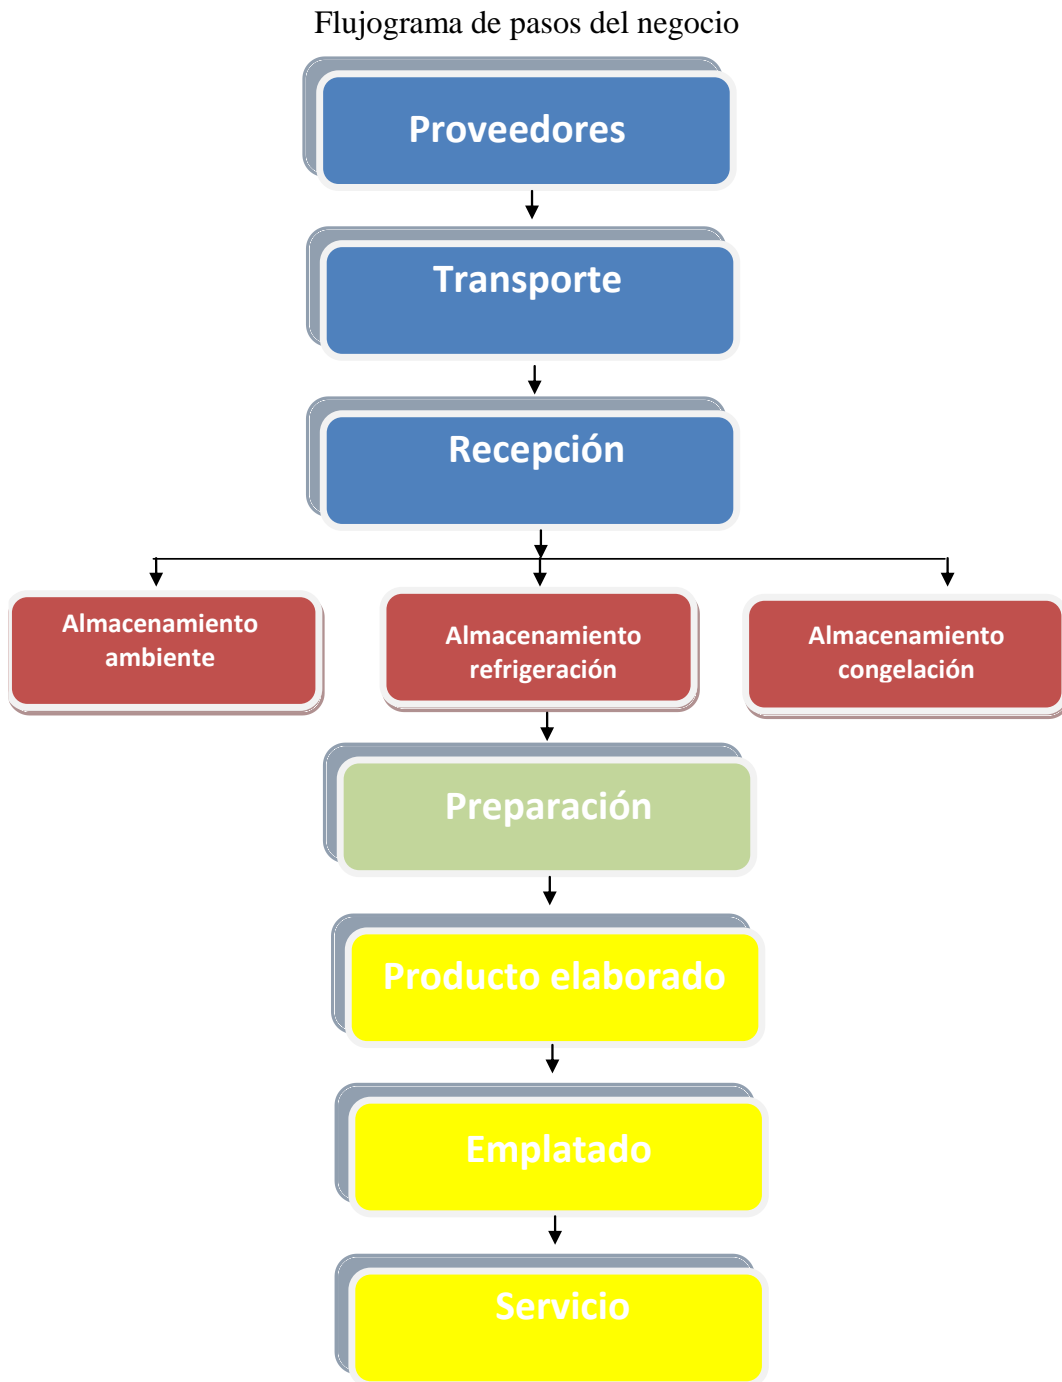 Flujograma de pasos del negocio
Proveedores
Transporte
Recepción
Almacenamiento
ambiente
Almacenamiento
refrigeración
Almacenamiento
congelación
Preparación
Producto elaborado
Emplatado
Servicio